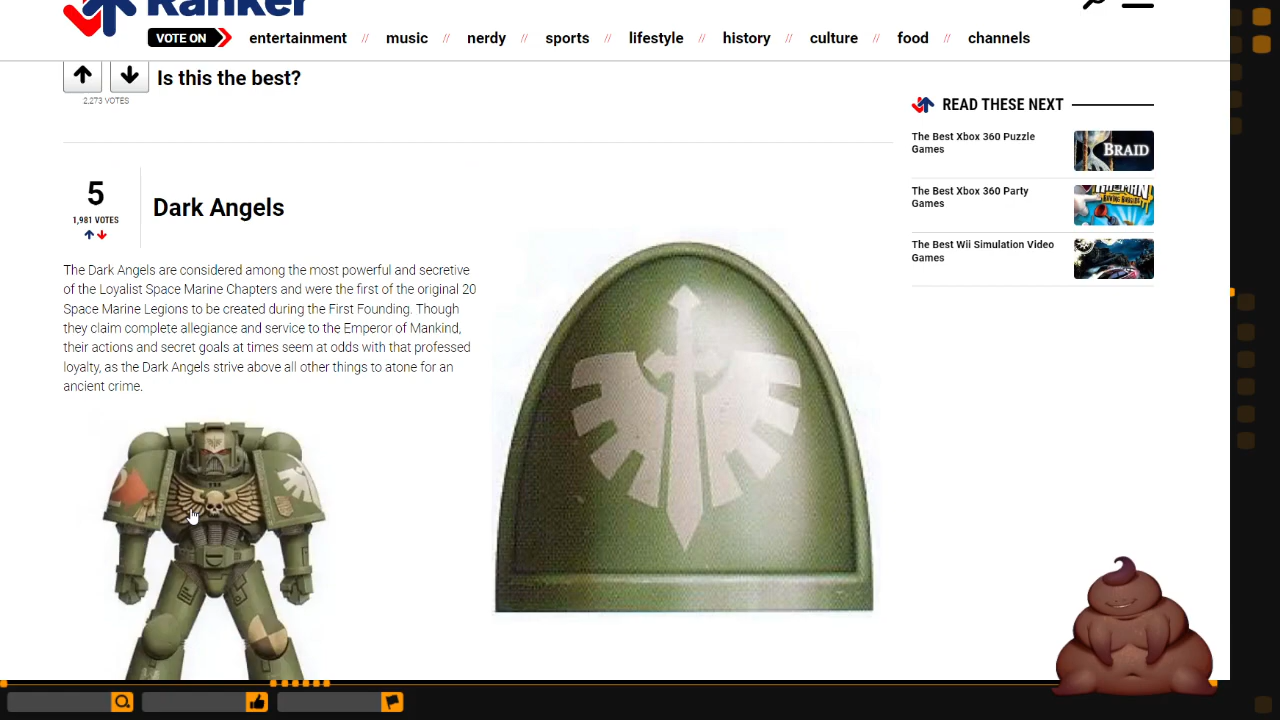 Ranker
VOTE ON
entertainment // music // nerdy // sports // lifestyle // history // culture // food // channels
Is this the best?
2,273 VOTES
5
1,981 VOTES
Dark Angels
The Dark Angels are considered among the most powerful and secretive
of the Loyalist Space Marine Chapters and were the first of the original 20
Space Marine Legions to be created during the First Founding. Though
they claim complete allegiance and service to the Emperor of Mankind,
their actions and secret goals at times seem at odds with that professed
loyalty, as the Dark Angels strive above all other things to atone for an
ancient crime.
READ THESE NEXT
The Best Xbox 360 Puzzle
Games
BRAID
The Best Xbox 360 Party
Games
The Best Wii Simulation Video
Games